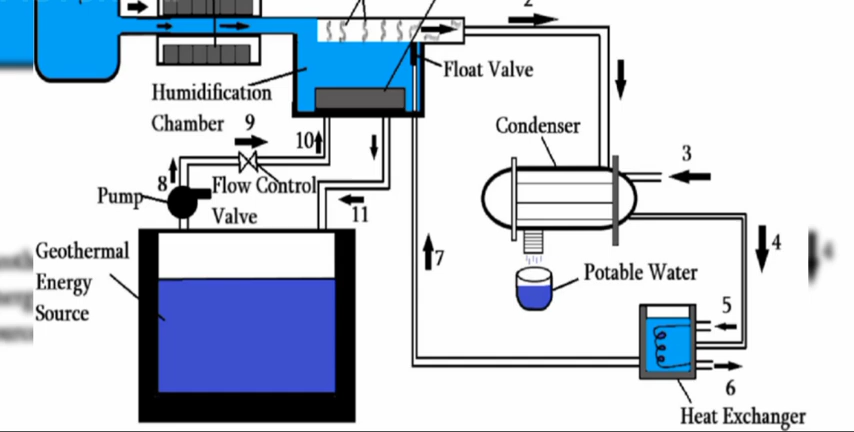 2
Float Valve
Humidification
Chamber
9
10
Condenser
3
8
Flow Control
Valve
Pump
11
Geothermal
Energy
Source
7
4
Potable Water
5
6
Heat Exchanger